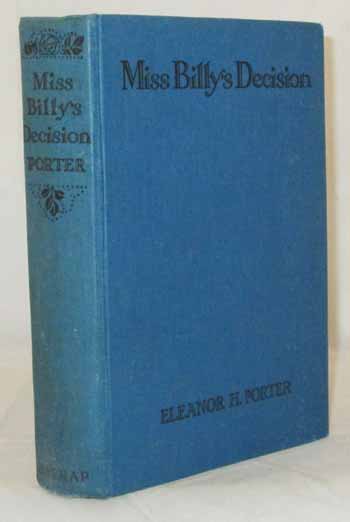 Miss
Billy's
Decision
PORTER
Miss Billy's Decision
ELEANOR H. PORTER